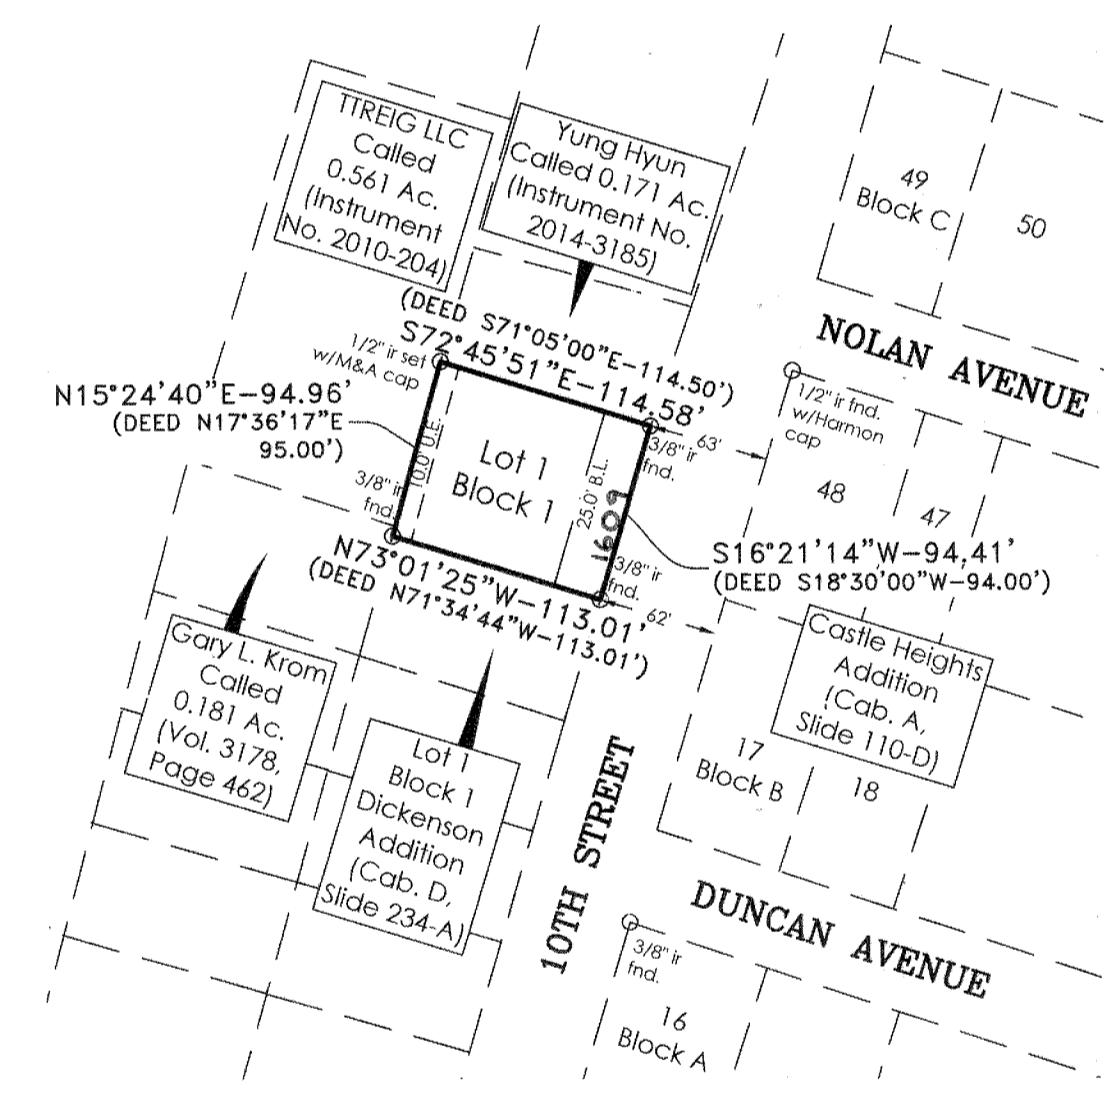 TTREIG LLC
Called
0.561 Ac.
(Instrument
No. 2010-204)
Yung Hyun
Called 0.171 Ac.
(Instrument No.
2014-3185)
49
Block C
50
NOLAN AVENUE
(DEED S71°05'00"E-114.50')
S72°45'51"E-114.58'
1/2" ir set
w/M&A cap
N15°24'40"E-94.96'
(DEED N17°36'17"E
95.00')
10.0' U.E.
Lot 1
Block 1
25.0' B.L.
1609
3/8" ir
fnd.
63'
1/2" ir fnd.
w/Harmon
cap
48
47
3/8" ir
fnd.
S16°21'14"W-94.41'
(DEED S18°30'00"W-94.00')
N73°01'25"W-113.01'
(DEED N71°34'44"W-113.01')
3/8" ir
fnd.
62'
Castle Heights
Addition
(Cab. A,
Slide 110-D)
Gary L. Krom
Called
0.181 Ac.
(Vol. 3178,
Page 462)
Lot 1
Block 1
Dickenson
Addition
(Cab. D,
Slide 234-A)
17
Block B
18
10TH STREET
DUNCAN AVENUE
3/8" ir
fnd.
16
Block A